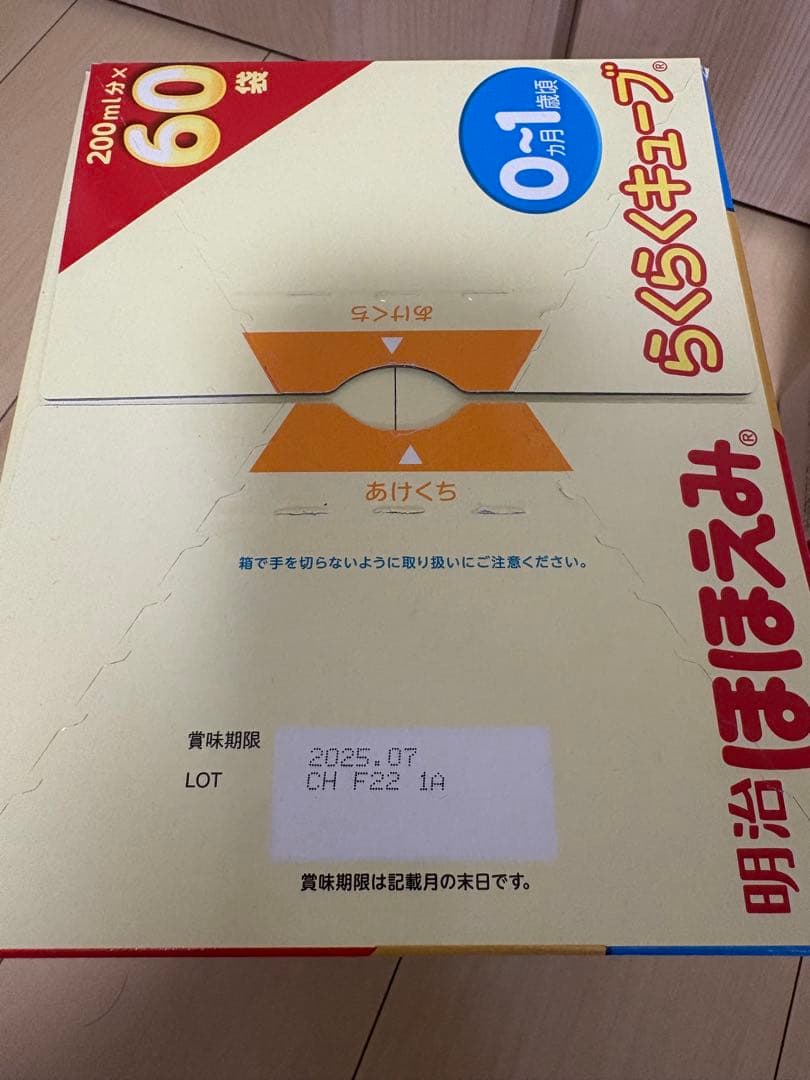 200ml分×
60袋
0ヵ月~1歳頃
らくらくキューブ®
明治ほほえみ®
あけくち
あけくち
箱で手を切らないように取り扱いにご注意ください。
賞味期限 2025.07
LOT CH F22 1A
賞味期限は記載月の末日です。